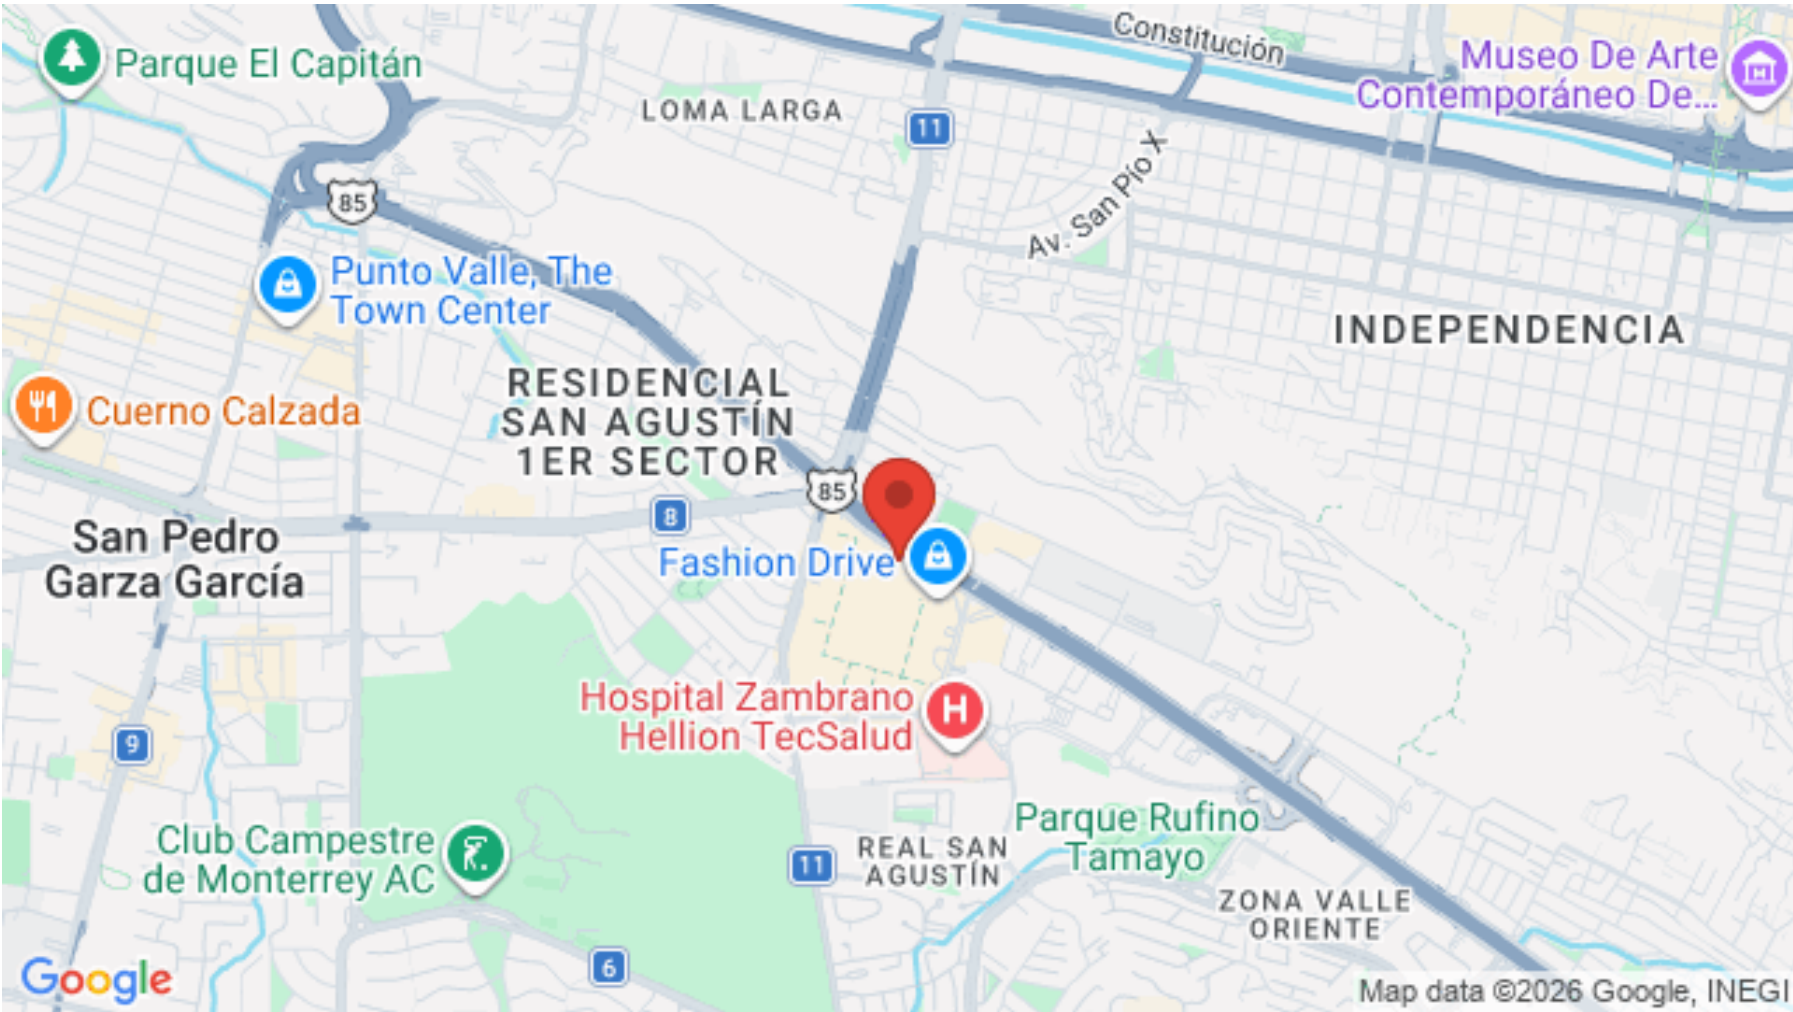 Constitución
Parque El Capitán
Museo De Arte
Contemporáneo De...
LOMA LARGA
11
Av. San Pío X
85
Punto Valle, The
Town Center
INDEPENDENCIA
RESIDENCIAL
SAN AGUSTÍN
1ER SECTOR
Cuerno Calzada
85
8
San Pedro
Garza García
Fashion Drive
Hospital Zambrano
Hellion TecSalud
H
9
Parque Rufino
Tamayo
Club Campestre
de Monterrey AC
11
REAL SAN
AGUSTÍN
ZONA VALLE
ORIENTE
6
Google
Map data ©2026 Google, INEGI